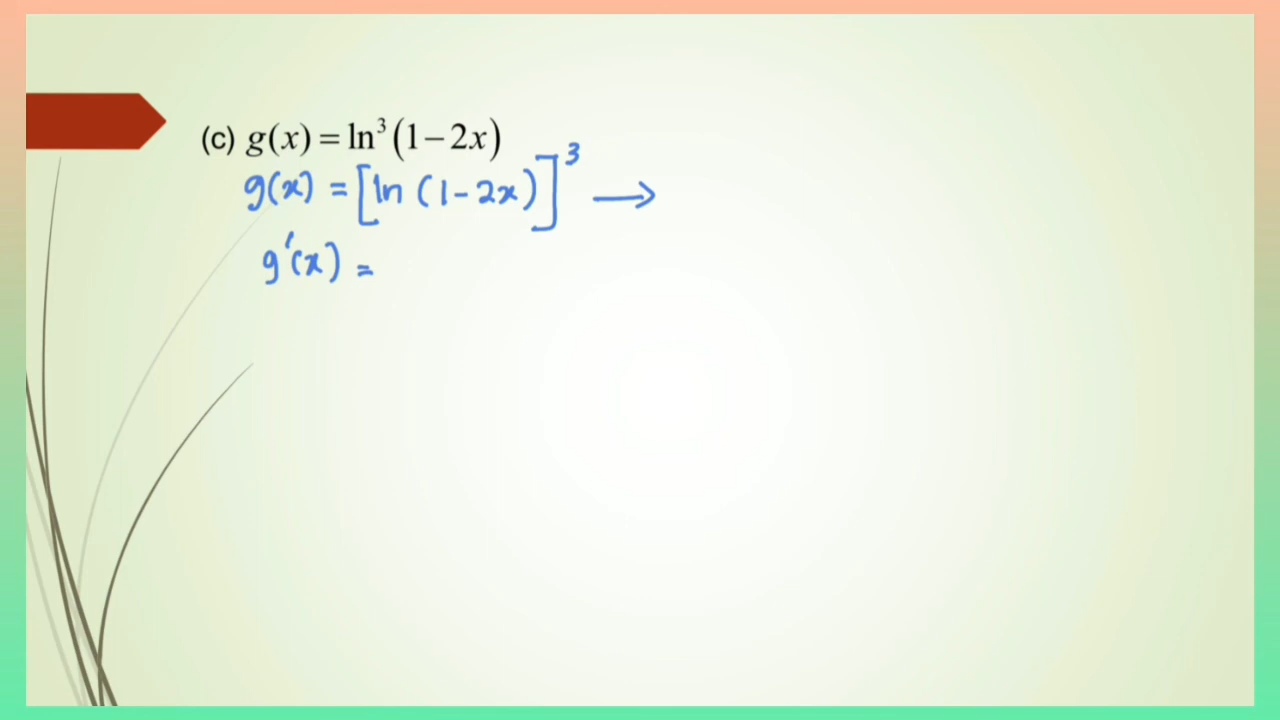 (c) g(x) = ln³(1−2x)
g(x) = [ln (1-2x)]³ →
g'(x) =